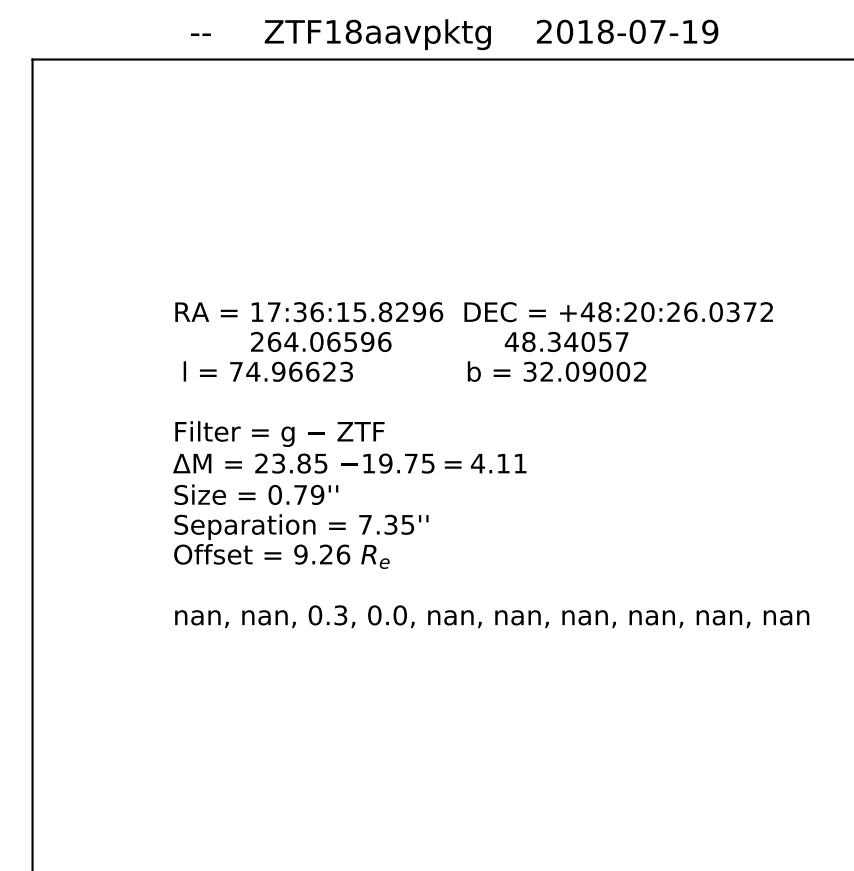 -- ZTF18aavpktg 2018-07-19
RA = 17:36:15.8296 DEC = +48:20:26.0372
264.06596 48.34057
l = 74.96623 b = 32.09002
Filter = g − ZTF
ΔM = 23.85 −19.75 = 4.11
Size = 0.79''
Separation = 7.35''
Offset = 9.26 Rₑ
nan, nan, 0.3, 0.0, nan, nan, nan, nan, nan, nan